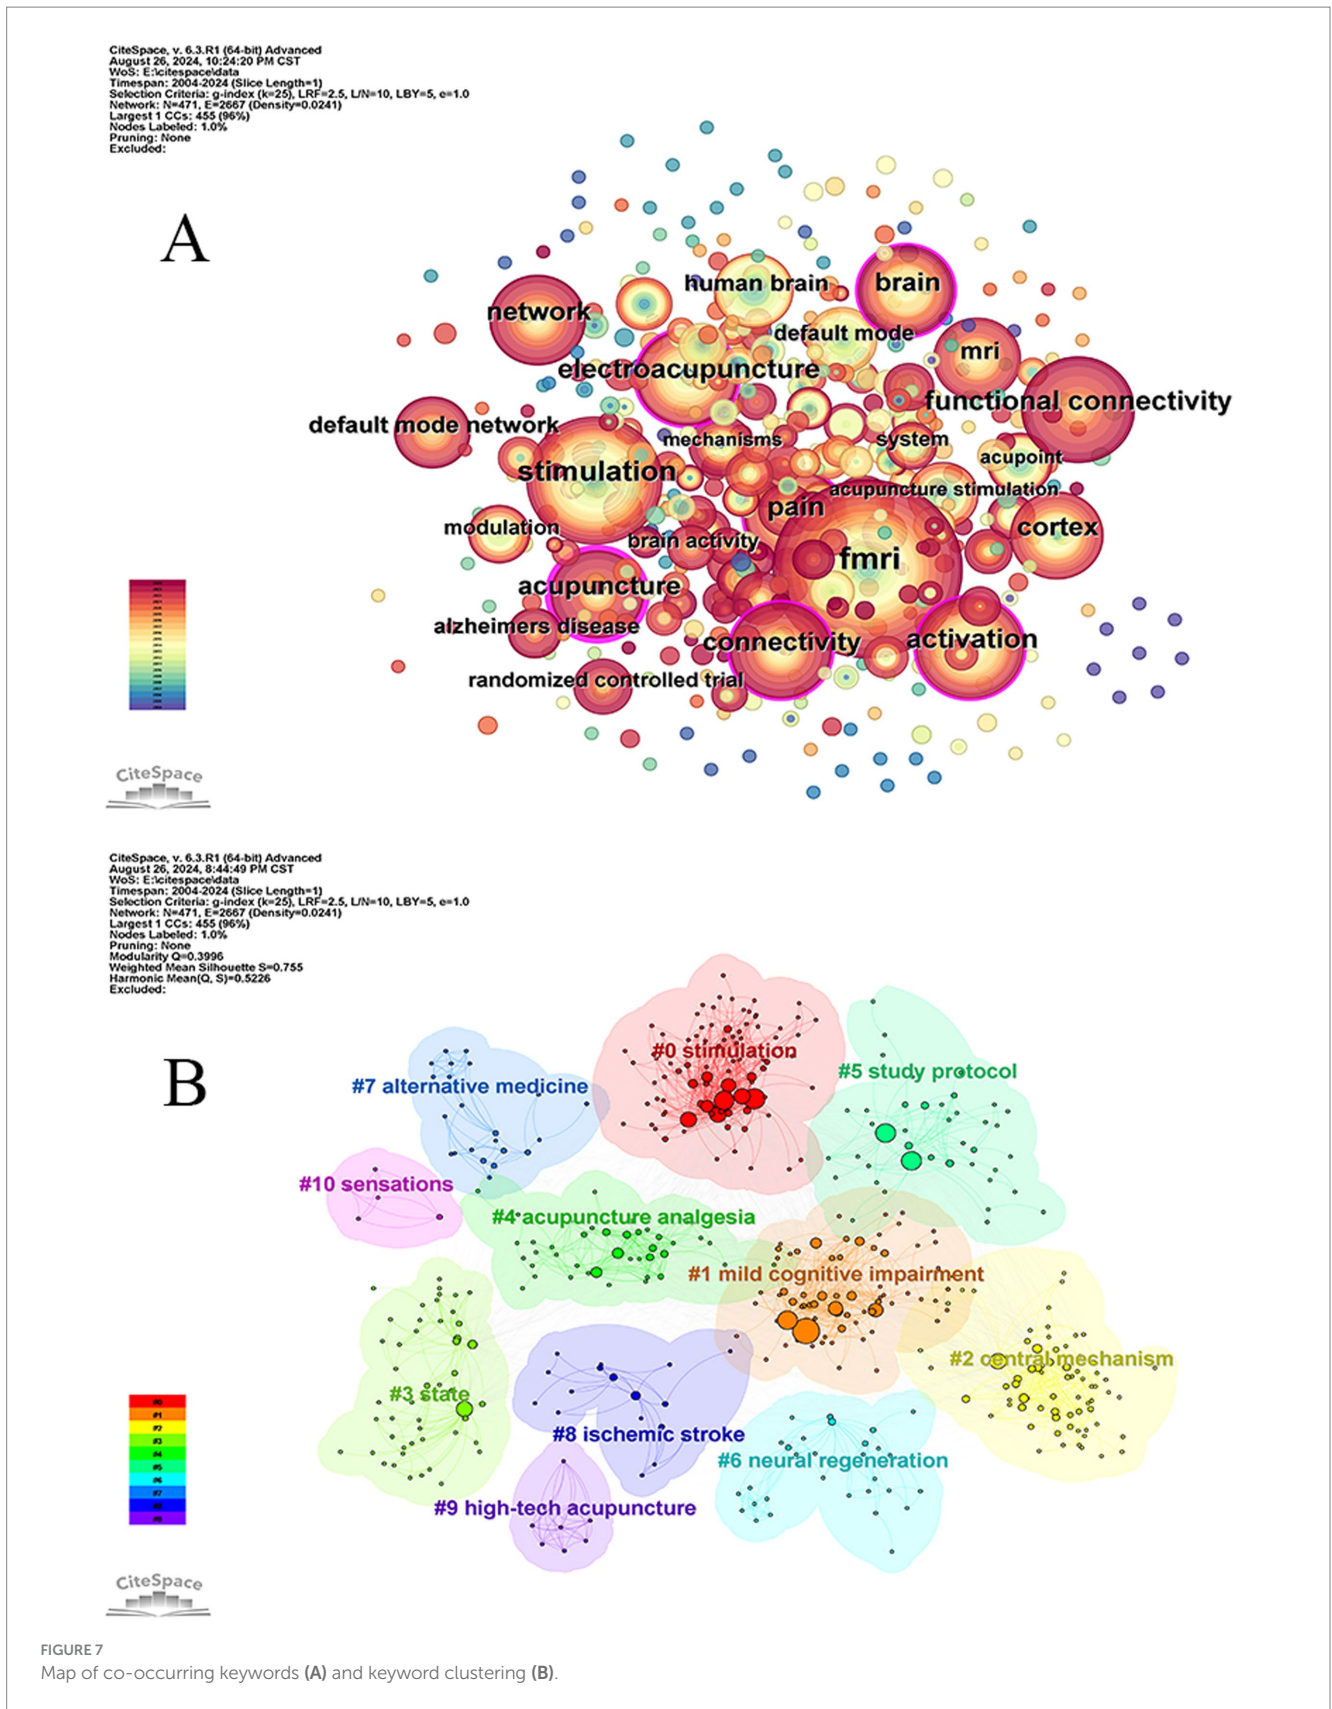 CiteSpace, v. 6.3.R1 (64-bit) Advanced
August 26, 2024, 10:24:20 PM CST
WoS: E:\citespace\data
Timespan: 2004-2024 (Slice Length=1)
Selection Criteria: g-index (k=25), LRF=2.5, L/N=10, LBY=5, e=1.0
Network: N=471, E=2667 (Density=0.0241)
Largest 1 CCs: 455 (96%)
Nodes Labeled: 1.0%
Pruning: None
Excluded:
A
human brain
brain
network
default mode
mri
electroacupuncture
functional connectivity
default mode network
mechanisms
system
acupoint
stimulation
acupuncture stimulation
pain
modulation
cortex
brain activity
fmri
acupuncture
alzheimers disease
connectivity
activation
randomized controlled trial
CiteSpace
CiteSpace, v. 6.3.R1 (64-bit) Advanced
August 26, 2024, 8:44:49 PM CST
WoS: E:\citespace\data
Timespan: 2004-2024 (Slice Length=1)
Selection Criteria: g-index (k=25), LRF=2.5, L/N=10, LBY=5, e=1.0
Network: N=471, E=2667 (Density=0.0241)
Largest 1 CCs: 455 (96%)
Nodes Labeled: 1.0%
Pruning: None
Modularity Q=0.3996
Weighted Mean Silhouette S=0.755
Harmonic Mean(Q, S)=0.5226
Excluded:
B
#0 stimulation
#5 study protocol
#7 alternative medicine
#10 sensations
#4 acupuncture analgesia
#1 mild cognitive impairment
#2 central mechanism
#3 state
#8 ischemic stroke
#6 neural regeneration
#9 high-tech acupuncture
#0
#1
#2
#3
#4
#5
#6
#7
#8
#9
CiteSpace
FIGURE 7
Map of co-occurring keywords (A) and keyword clustering (B).